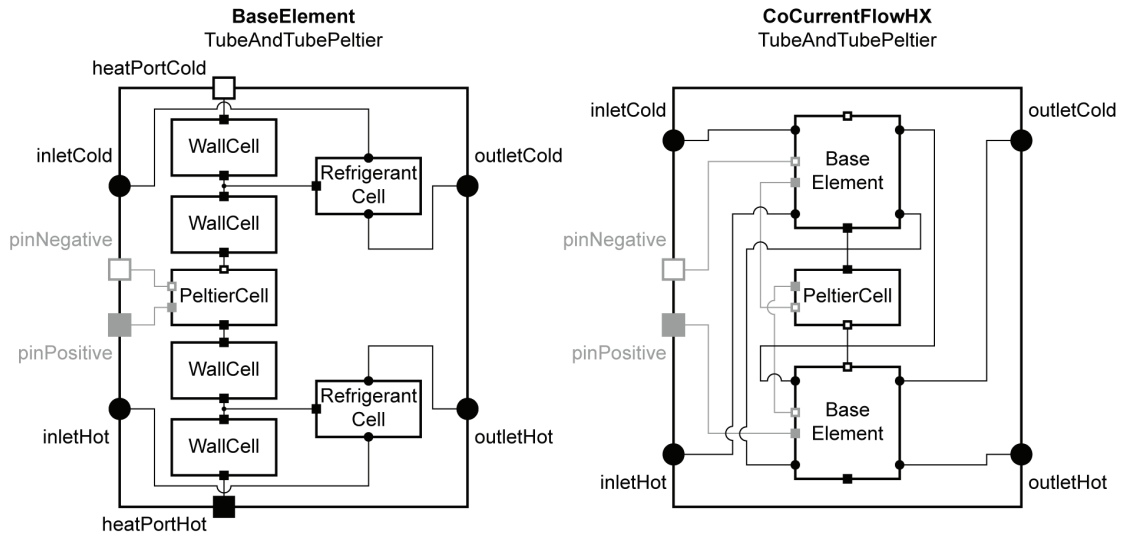 BaseElement
TubeAndTubePeltier
heatPortCold
WallCell
inletCold
outletCold
Refrigerant
Cell
WallCell
pinNegative
PeltierCell
pinPositive
WallCell
Refrigerant
Cell
inletHot
outletHot
WallCell
heatPortHot
CoCurrentFlowHX
TubeAndTubePeltier
inletCold
outletCold
Base
Element
pinNegative
PeltierCell
pinPositive
Base
Element
inletHot
outletHot